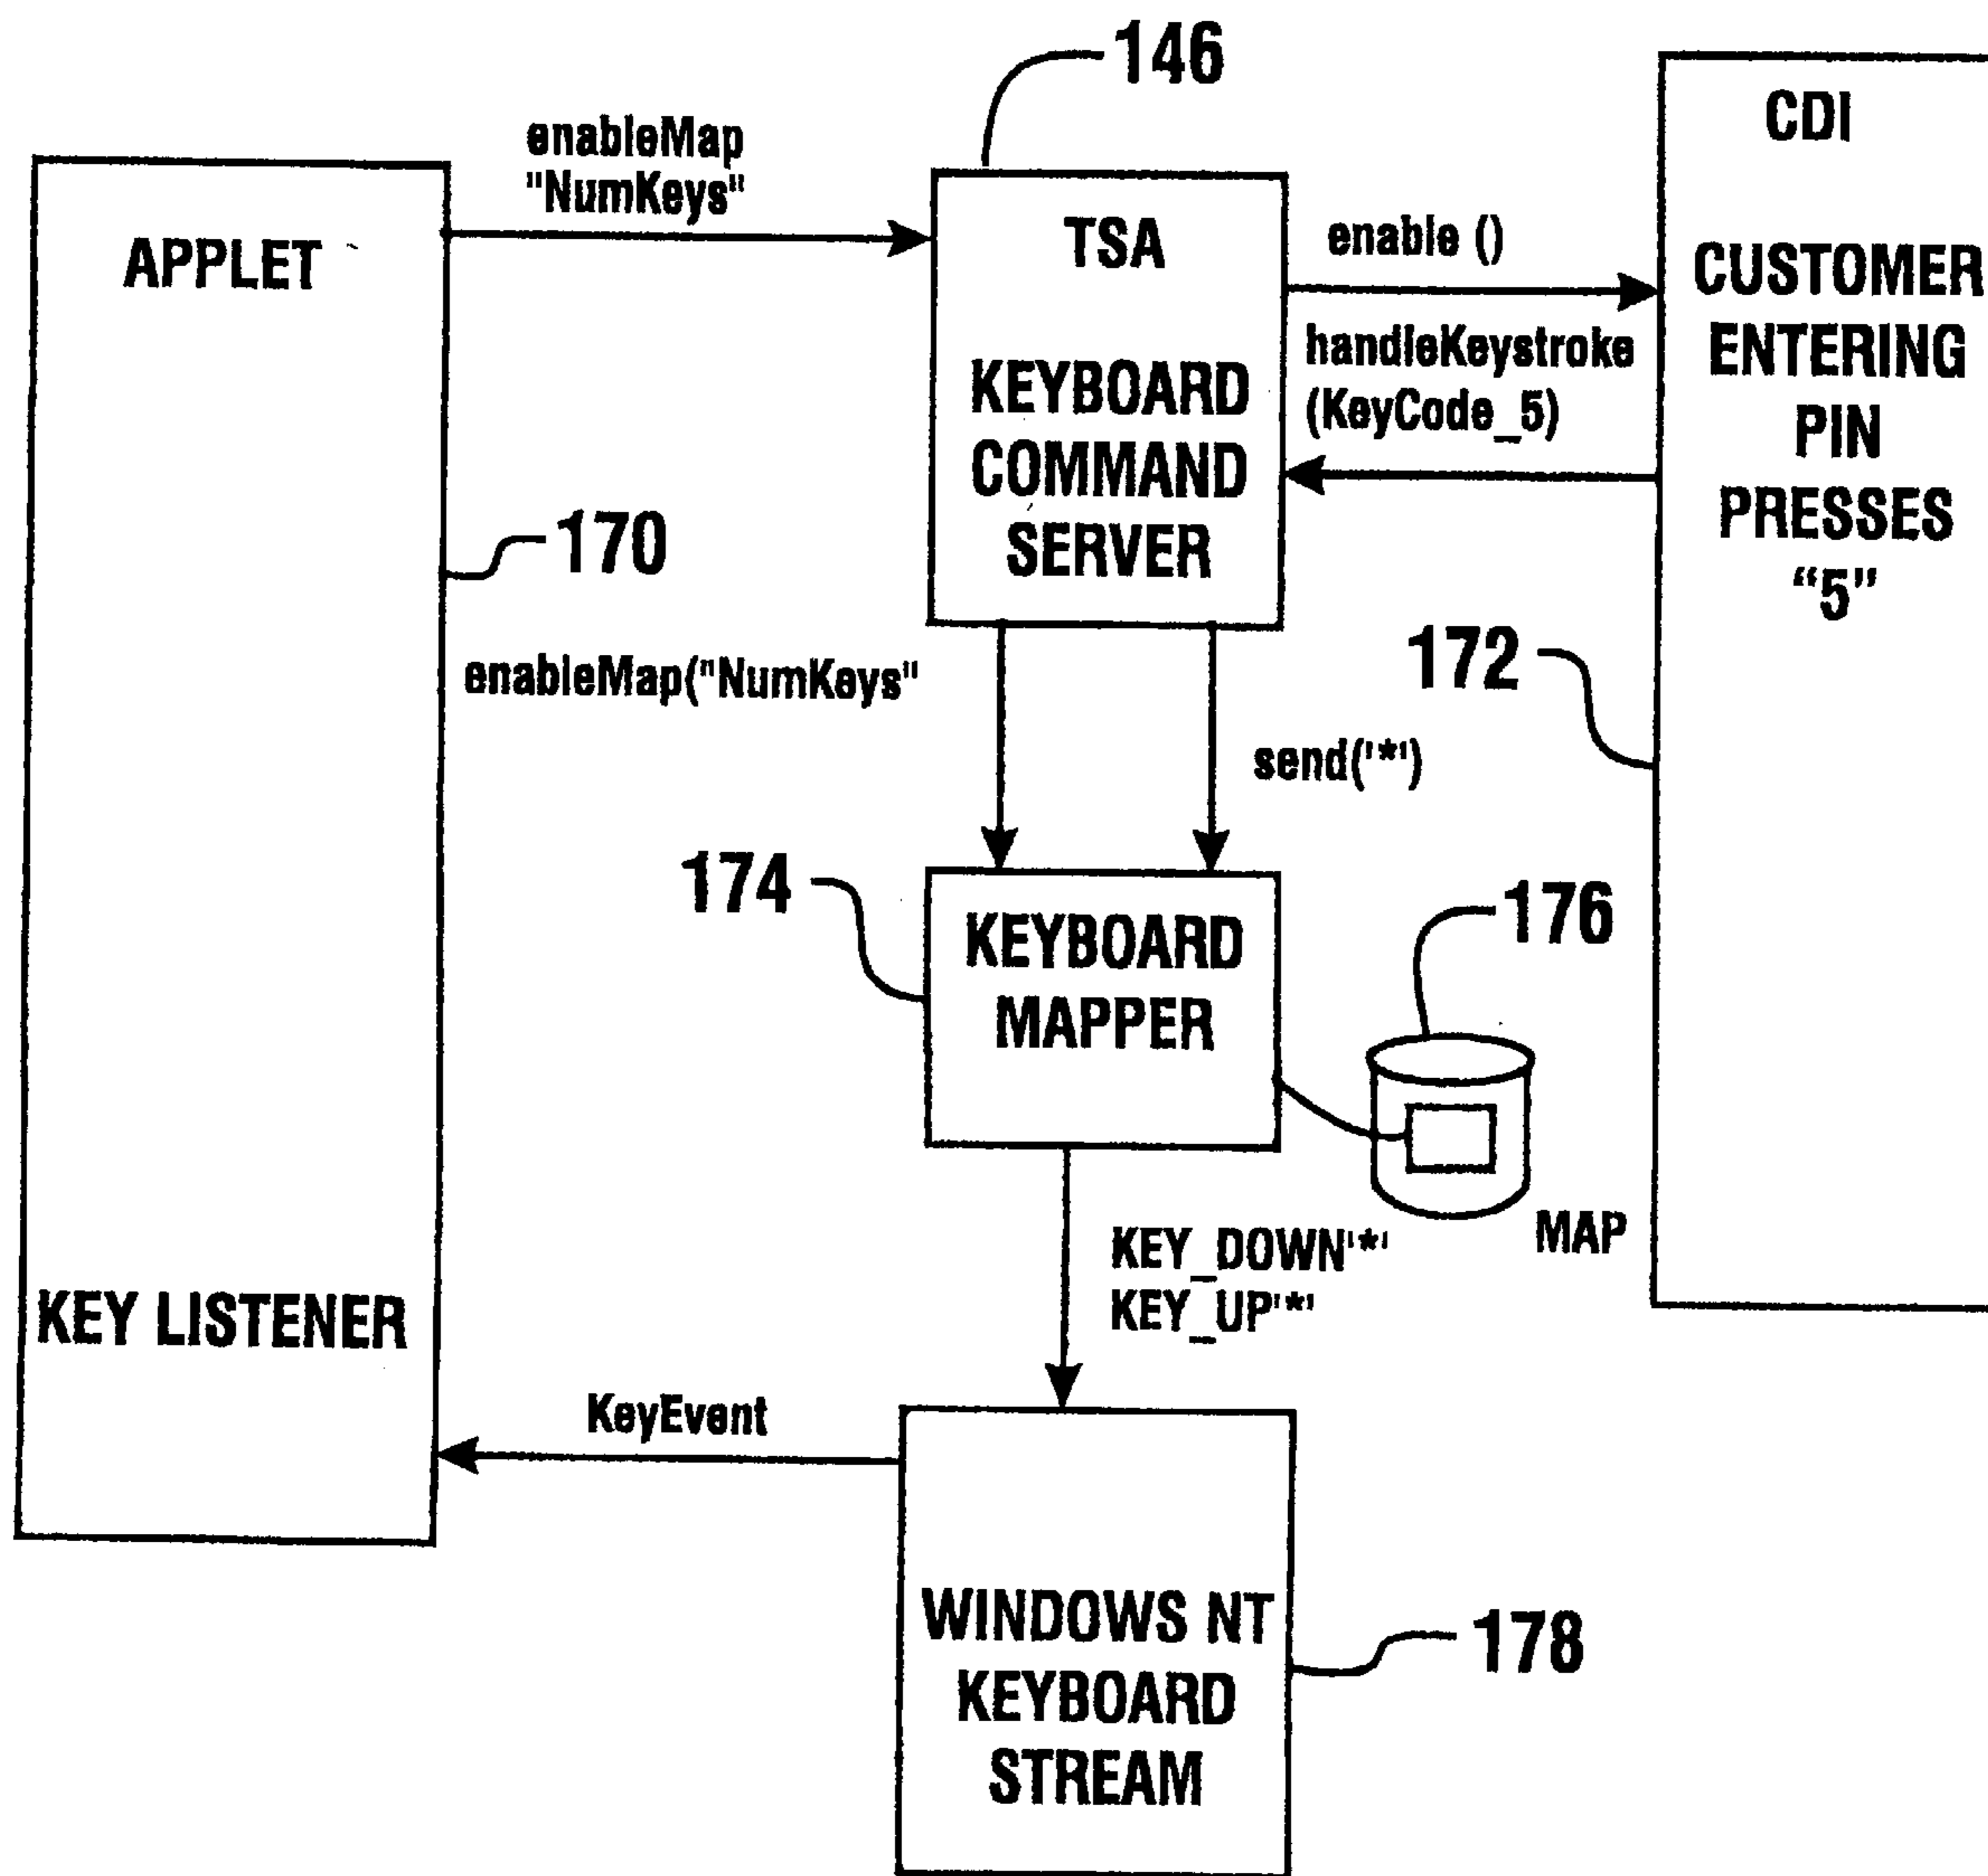 146
enableMap
"NumKeys"
APPLET
TSA
KEYBOARD
COMMAND
SERVER
enable ()
handleKeystroke
(KeyCode_5)
CDI
CUSTOMER
ENTERING
PIN
PRESSES
“5”
170
enableMap("NumKeys"
send('*')
172
174
KEYBOARD
MAPPER
176
MAP
KEY_DOWN'*'
KEY_UP'*'
KEY LISTENER
KeyEvent
WINDOWS NT
KEYBOARD
STREAM
178